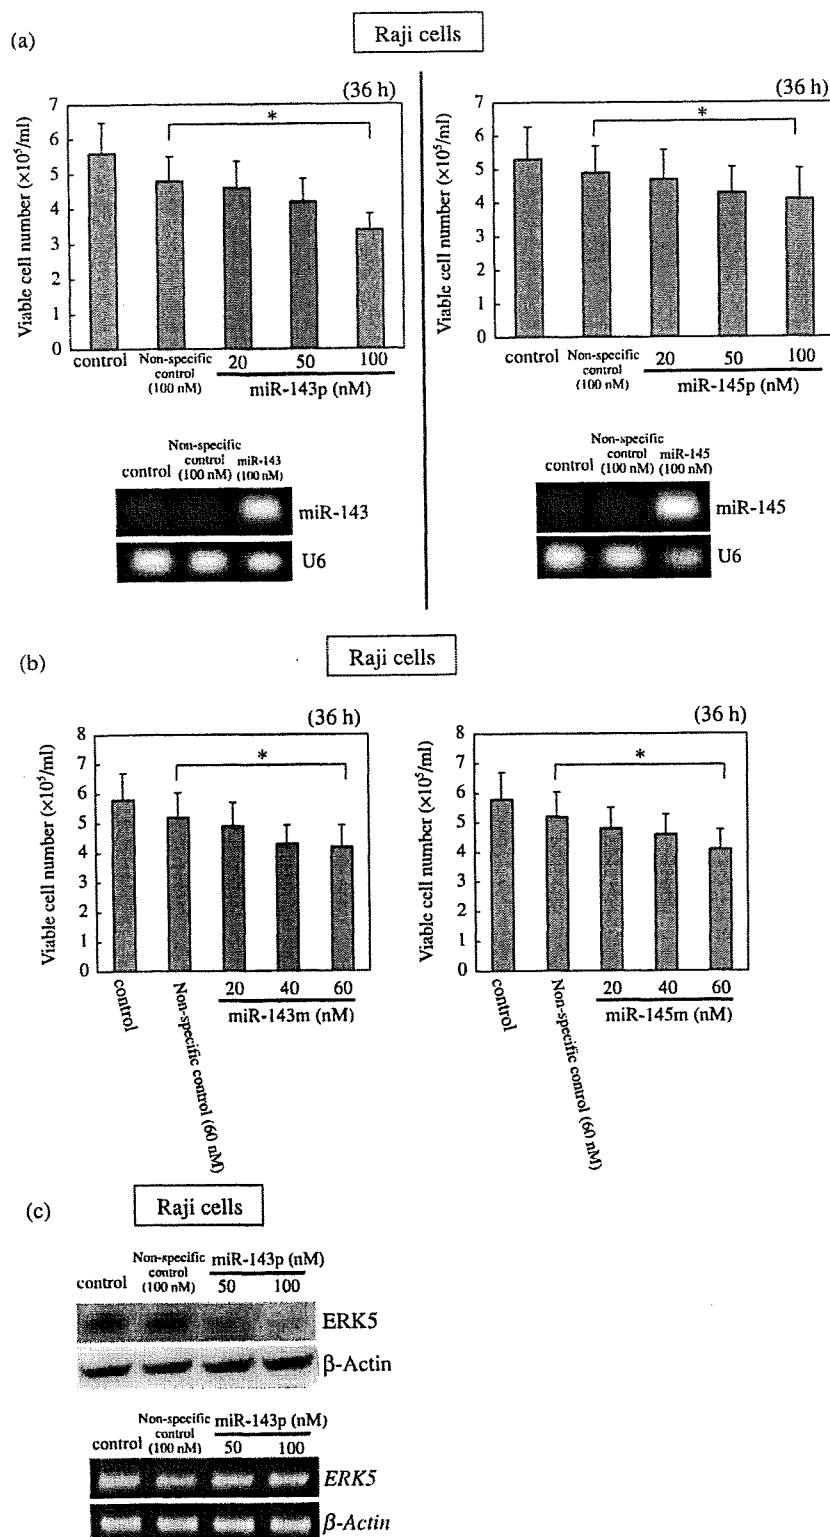 (a)
Raji cells
(36 h)
7
6
5
4
3
2
1
0
Viable cell number (×10⁵/ml)
*
control
Non-specific
control
(100 nM)
20
50
100
miR-143p (nM)
(36 h)
7
6
5
4
3
2
1
0
Viable cell number (×10⁵/ml)
*
control
Non-specific
control
(100 nM)
20
50
100
miR-145p (nM)
control
Non-specific
control
(100 nM)
miR-143
(100 nM)
miR-143
U6
control
Non-specific
control
(100 nM)
miR-145
(100 nM)
miR-145
U6
(b)
Raji cells
(36 h)
8
7
6
5
4
3
2
1
0
Viable cell number (×10⁵/ml)
*
control
Non-specific control (60 nM)
20
40
60
miR-143m (nM)
(36 h)
8
7
6
5
4
3
2
1
0
Viable cell number (×10⁵/ml)
*
control
Non-specific control (60 nM)
20
40
60
miR-145m (nM)
(c)
Raji cells
control
Non-specific
control
(100 nM)
miR-143p (nM)
50
100
ERK5
β-Actin
control
Non-specific
control
(100 nM)
miR-143p (nM)
50
100
ERK5
β-Actin